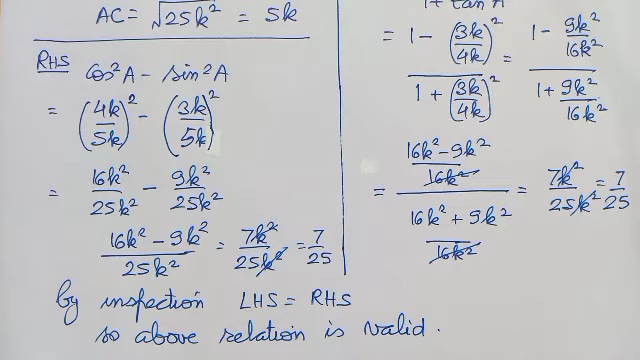 AC = √25k² = 5k
RHS
cos²A - sin²A
= (4k/5k)² - (3k/5k)²
= 16k²/25k² - 9k²/25k²
(16k² - 9k²)/25k² = 7k²/25k² = 7/25
1 + tan A
= (1 - (3k/4k)²)/(1 + (3k/4k)²) = (1 - 9k²/16k²)/(1 + 9k²/16k²)
= ((16k² - 9k²)/16k²)/((16k² + 9k²)/16k²) = 7k²/25k² = 7/25
by inspection LHS = RHS
so above relation is valid.